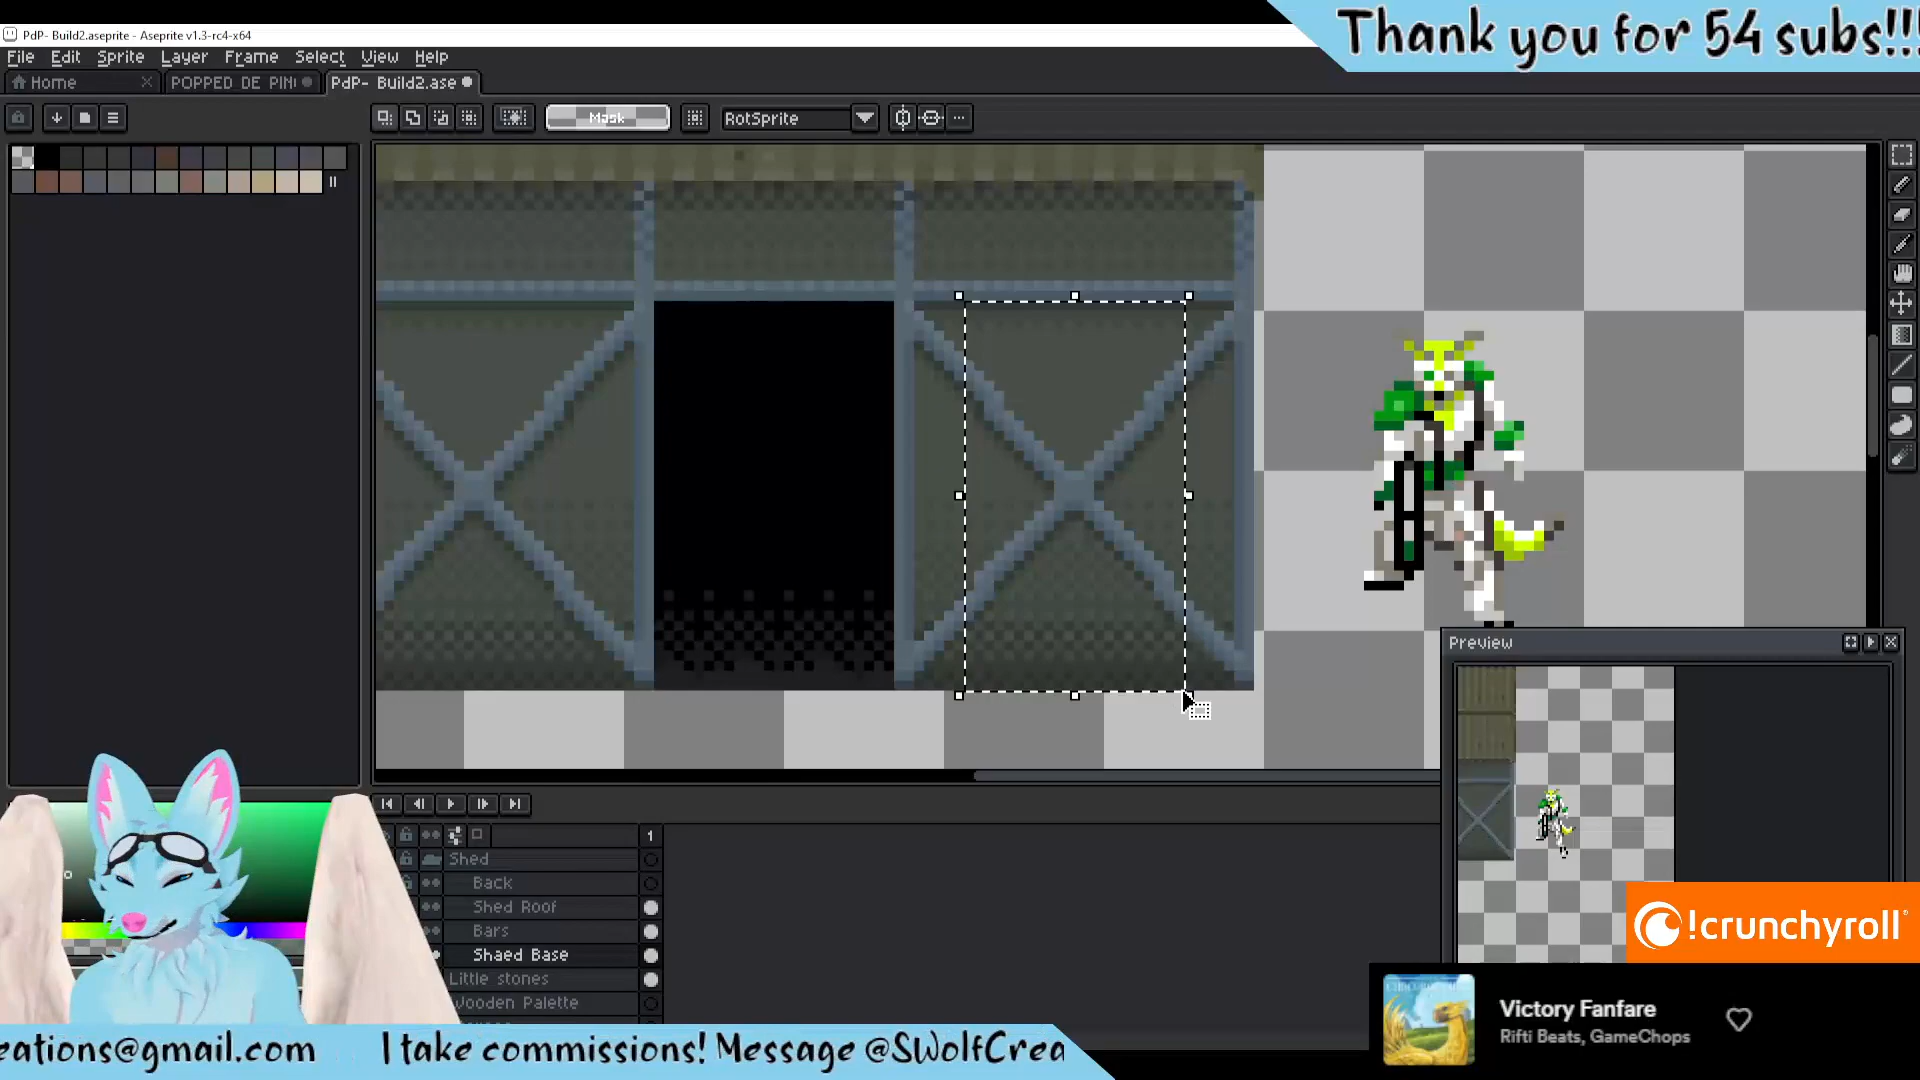 Thank you for 54 subs!!!
PdP- Build2.aseprite - Aseprite v1.3-rc4-x64
File Edit Sprite Layer Select Frame View Help
Home
POPPED DE PIN
PdP- Build2.ase
Mask
RotSprite
Preview
1
Shed
Back
Shed Roof
Bars
Shaed Base
Little stones
Wooden Palette
!crunchyroll
Victory Fanfare
Rifti Beats, GameChops
eations@gmail.com
I take commissions! Message @SWolfCrea